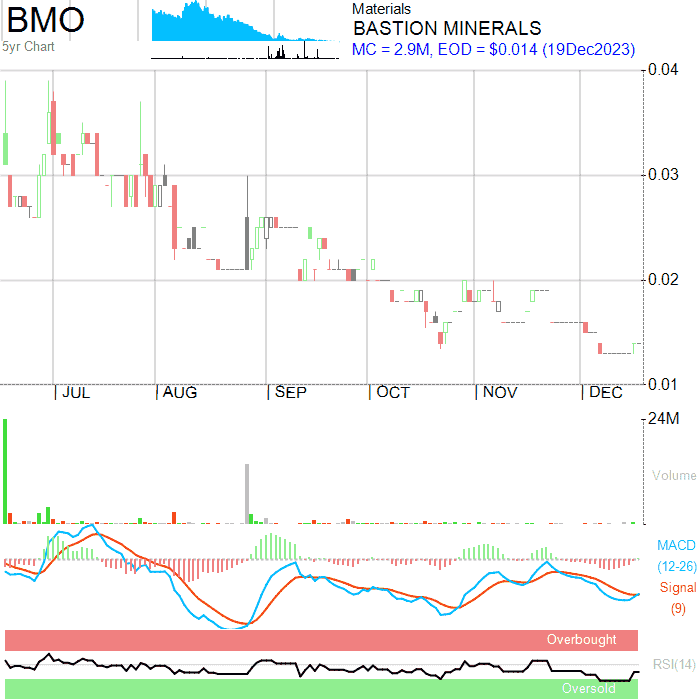 BMO
5yr Chart
Materials
BASTION MINERALS
MC = 2.9M, EOD = $0.014 (19Dec2023)
0.04
0.03
0.02
0.01
JUL AUG SEP OCT NOV DEC
24M
Volume
MACD
(12-26)
Signal
(9)
Overbought
RSI(14)
Oversold